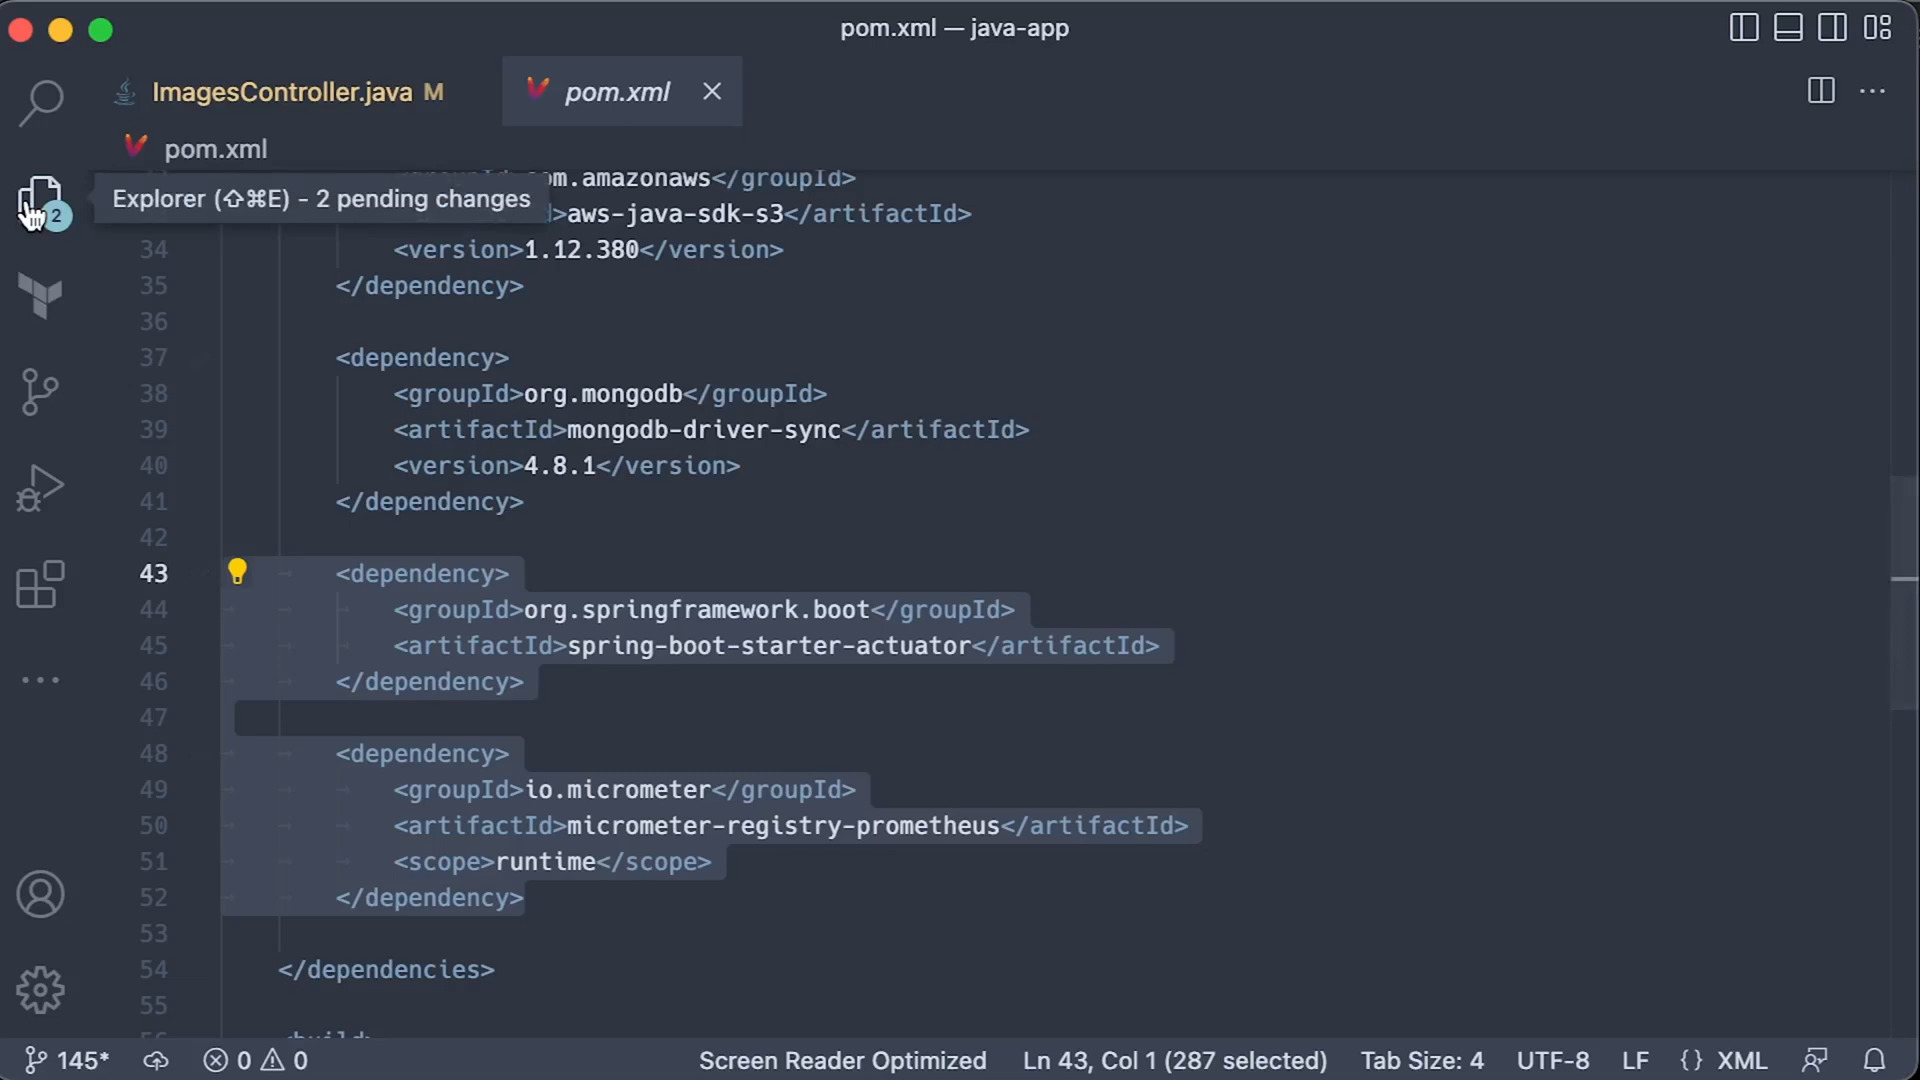 pom.xml — java-app
ImagesController.java M
pom.xml
pom.xml
Explorer (⇧⌘E) - 2 pending changes
2
om.amazonaws</groupId>
>aws-java-sdk-s3</artifactId>
34 <version>1.12.380</version>
35 </dependency>
36
37 <dependency>
38 <groupId>org.mongodb</groupId>
39 <artifactId>mongodb-driver-sync</artifactId>
40 <version>4.8.1</version>
41 </dependency>
42
43 <dependency>
44 <groupId>org.springframework.boot</groupId>
45 <artifactId>spring-boot-starter-actuator</artifactId>
46 </dependency>
47
48 <dependency>
49 <groupId>io.micrometer</groupId>
50 <artifactId>micrometer-registry-prometheus</artifactId>
51 <scope>runtime</scope>
52 </dependency>
53
54 </dependencies>
55
145* 0 0 Screen Reader Optimized Ln 43, Col 1 (287 selected) Tab Size: 4 UTF-8 LF {} XML